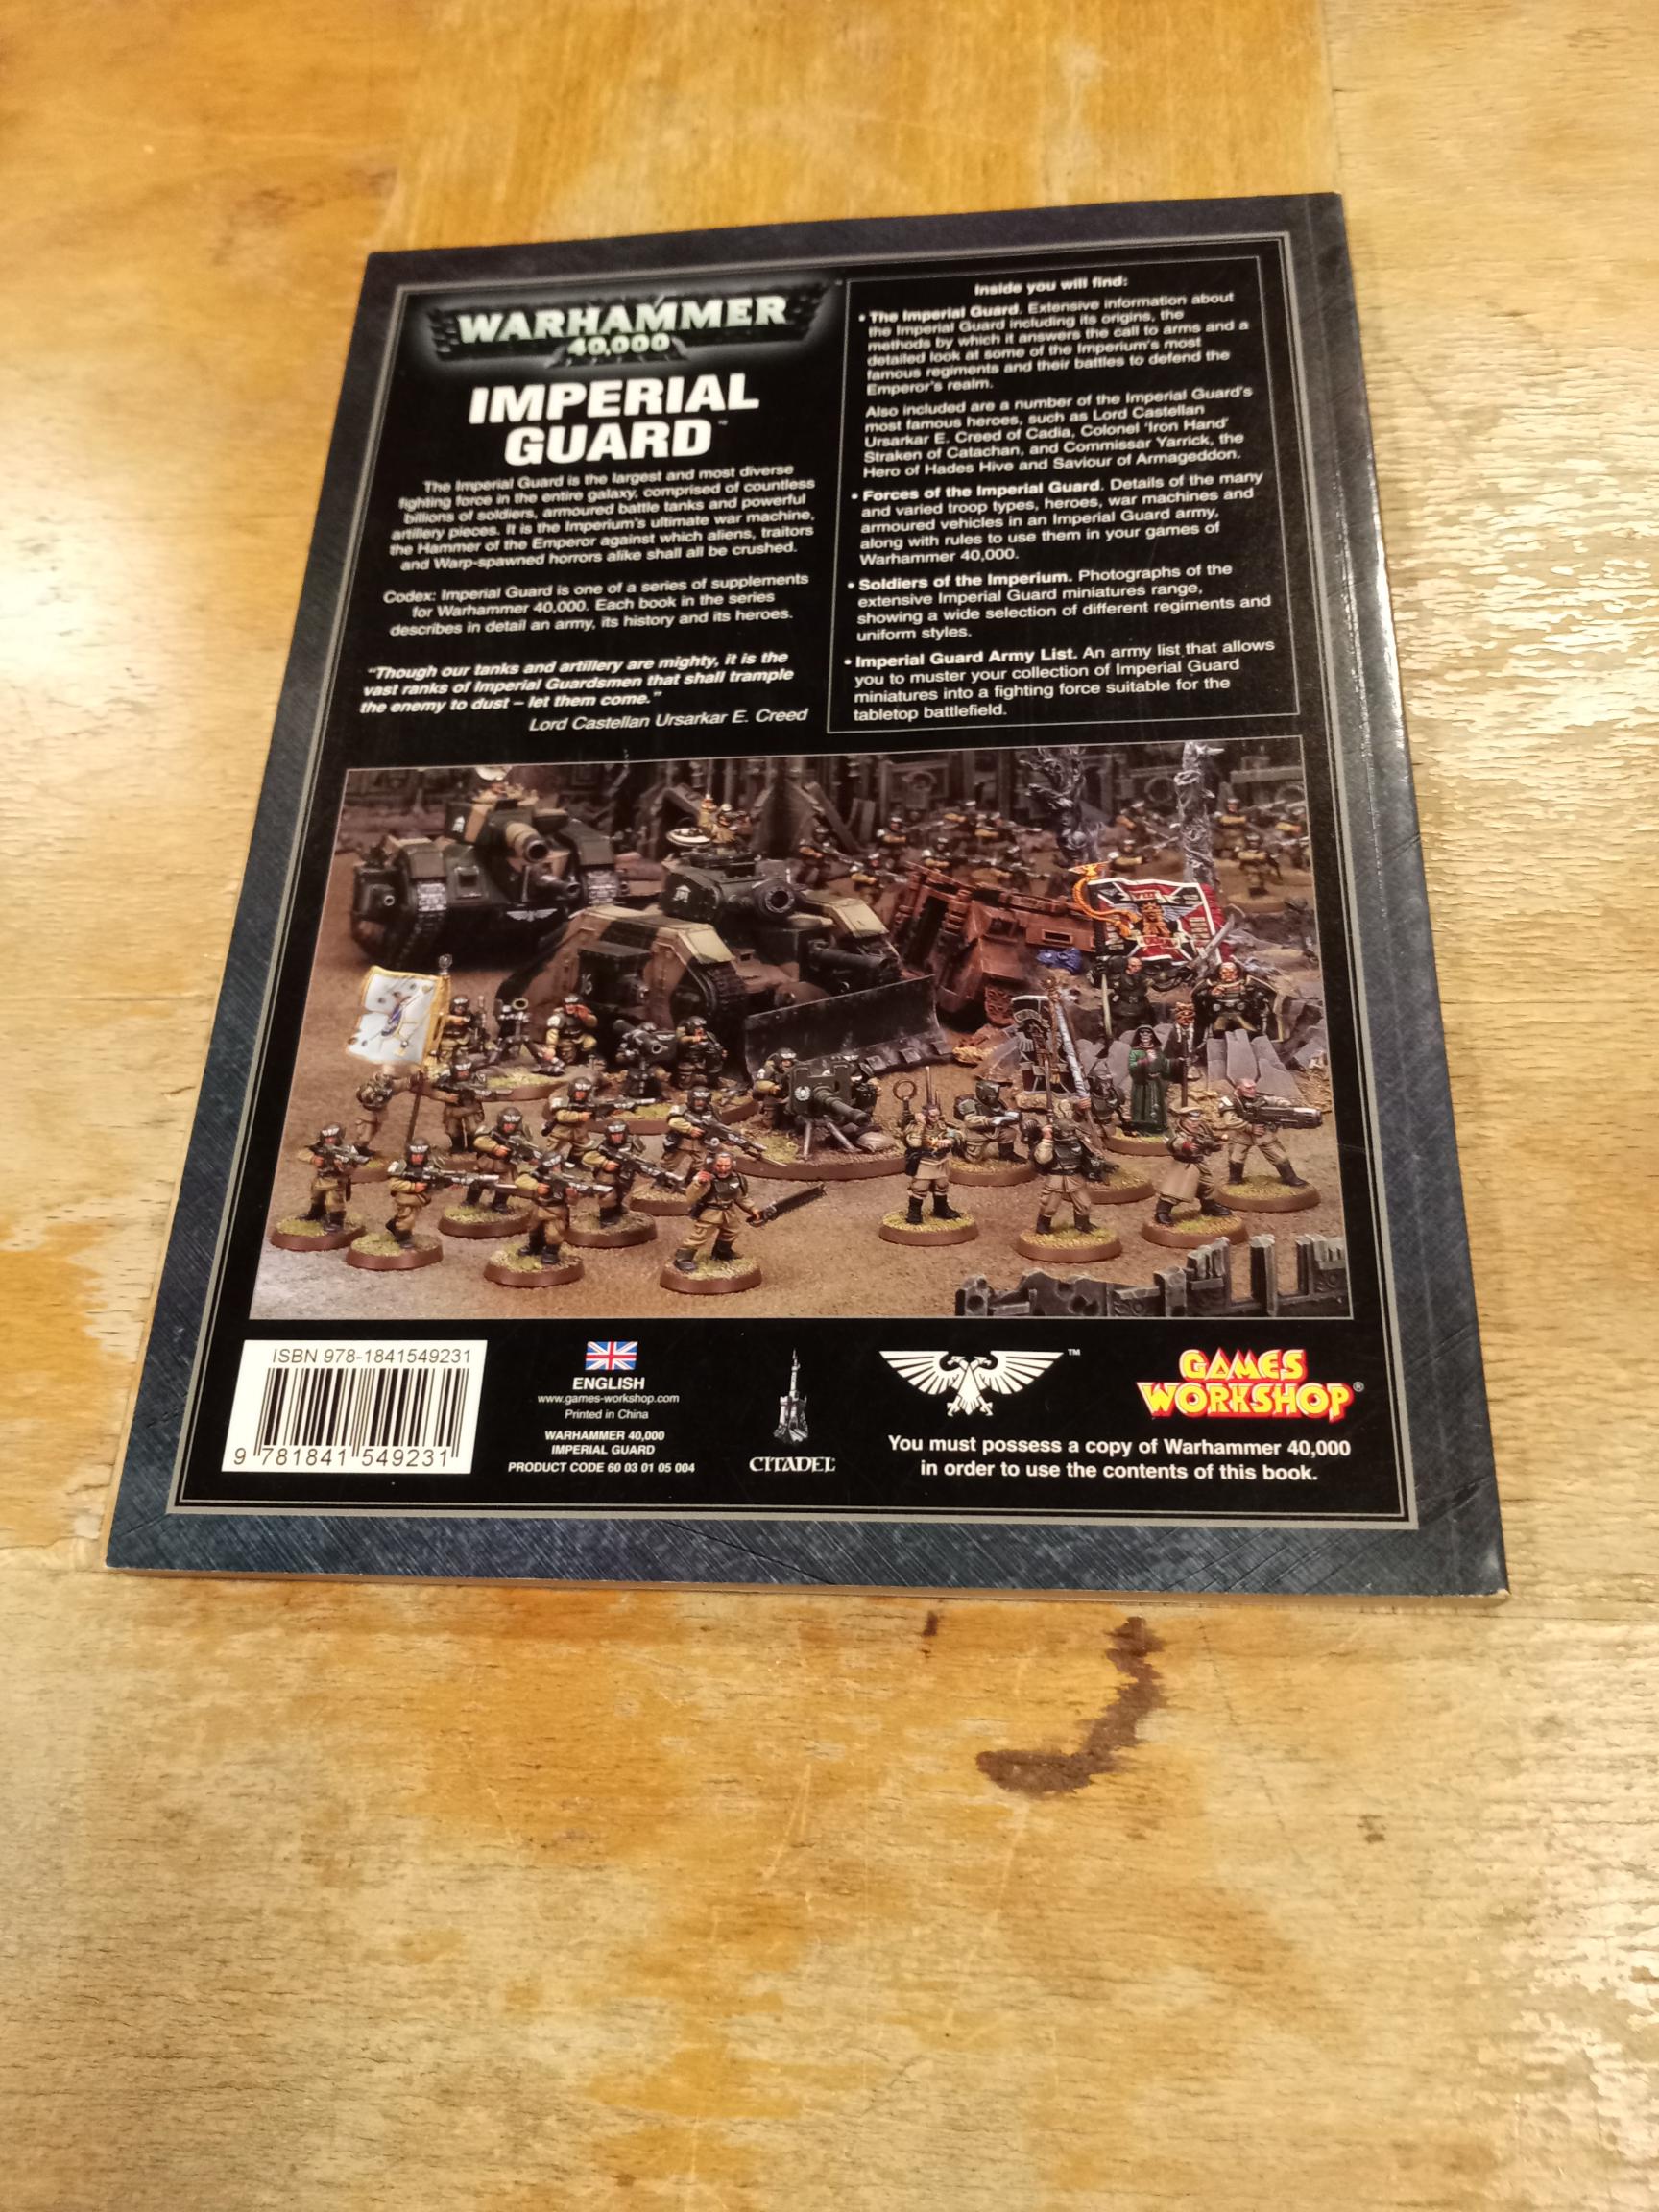 WARHAMMER
40,000
IMPERIAL
GUARD™
The Imperial Guard is the largest and most diverse
fighting force in the entire galaxy, comprised of countless
billions of soldiers, armoured battle tanks and powerful
artillery pieces. It is the Imperium's ultimate war machine,
the Hammer of the Emperor against which aliens, traitors
and Warp-spawned horrors alike shall all be crushed.
Codex: Imperial Guard is one of a series of supplements
for Warhammer 40,000. Each book in the series
describes in detail an army, its history and its heroes.
"Though our tanks and artillery are mighty, it is the
vast ranks of Imperial Guardsmen that shall trample
the enemy to dust – let them come."
Lord Castellan Ursarkar E. Creed
Inside you will find:
• The Imperial Guard. Extensive information about
the Imperial Guard including its origins, the
methods by which it answers the call to arms and a
detailed look at some of the Imperium's most
famous regiments and their battles to defend the
Emperor's realm.
Also included are a number of the Imperial Guard's
most famous heroes, such as Lord Castellan
Ursarkar E. Creed of Cadia, Colonel 'Iron Hand'
Straken of Catachan, and Commissar Yarrick, the
Hero of Hades Hive and Saviour of Armageddon.
• Forces of the Imperial Guard. Details of the many
and varied troop types, heroes, war machines and
armoured vehicles in an Imperial Guard army,
along with rules to use them in your games of
Warhammer 40,000.
• Soldiers of the Imperium. Photographs of the
extensive Imperial Guard miniatures range,
showing a wide selection of different regiments and
uniform styles.
• Imperial Guard Army List. An army list that allows
you to muster your collection of Imperial Guard
miniatures into a fighting force suitable for the
tabletop battlefield.
ISBN 978-1841549231
9 781841 549231
ENGLISH
www.games-workshop.com
Printed in China
WARHAMMER 40,000
IMPERIAL GUARD
PRODUCT CODE 60 03 01 05 004
CITADEL
™
GAMES
WORKSHOP®
You must possess a copy of Warhammer 40,000
in order to use the contents of this book.